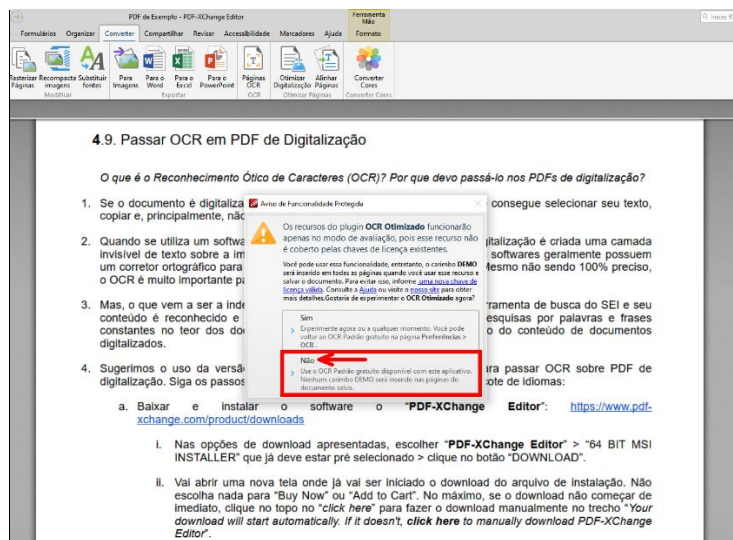 PDF de Exemplo - PDF-XChange Editor
Ferramenta
Mão
Formulários Organizar Converter Compartilhar Revisar Acessibilidade Marcadores Ajuda Formato
Rasterizar Páginas
Recompacta imagens
Substituir fontes
Para Imagens
Para o Word
Para o Excel
Para o PowerPoint
Páginas OCR
Otimizar Digitalização
Alinhar Páginas
Converter Cores
Modificar Exportar OCR Otimizar Páginas Converter Cores
4.9. Passar OCR em PDF de Digitalização
O que é o Reconhecimento Ótico de Caracteres (OCR)? Por que devo passá-lo nos PDFs de digitalização?
1. Se o documento é digitaliza
consegue selecionar seu texto,
copiar e, principalmente, não
2. Quando se utiliza um softwa
italização é criada uma camada
invisível de texto sobre a im
softwares geralmente possuem
um corretor ortográfico para
Mesmo não sendo 100% preciso,
o OCR é muito importante pa
3. Mas, o que vem a ser a inde
ramenta de busca do SEI e seu
conteúdo é reconhecido e
esquisas por palavras e frases
constantes no teor dos do
o do conteúdo de documentos
digitalizados.
4. Sugerimos o uso da versã
ara passar OCR sobre PDF de
digitalização. Siga os passos
cote de idiomas:
Aviso de Funcionalidade Protegida
Os recursos do plugin OCR Otimizado funcionarão
apenas no modo de avaliação, pois esse recurso não
é coberto pelas chaves de licença existentes.
Você pode usar essa funcionalidade, entretanto, o carimbo DEMO
será inserido em todas as páginas quando você usar esse recurso e
salvar o documento. Para evitar isso, informe uma nova chave de
licença válida. Consulte a Ajuda ou visite o nosso site para obter
mais detalhes.Gostaria de experimentar o OCR Otimizado agora?
Sim
Experimente agora ou a qualquer momento. Você pode
voltar ao OCR Padrão gratuito na página Preferências >
OCR .
Não
Use o OCR Padrão gratuito disponível com este aplicativo.
Nenhum carimbo DEMO será inserido nas páginas do
documento salvo.
a. Baixar e instalar o software o "PDF-XChange Editor": https://www.pdf-
xchange.com/product/downloads
i. Nas opções de download apresentadas, escolher "PDF-XChange Editor" > "64 BIT MSI
INSTALLER" que já deve estar pré selecionado > clique no botão "DOWNLOAD".
ii. Vai abrir uma nova tela onde já vai ser iniciado o download do arquivo de instalação. Não
escolha nada para "Buy Now" ou "Add to Cart". No máximo, se o download não começar de
imediato, clique no topo no "click here" para fazer o download manualmente no trecho "Your
download will start automatically. If it doesn't, click here to manually download PDF-XChange
Editor".